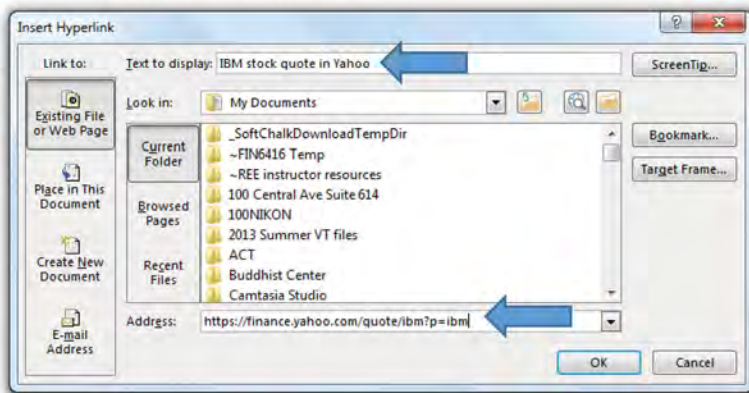 Insert Hyperlink
Link to:
Text to display: IBM stock quote in Yahoo
ScreenTip...
Existing File
or Web Page
Look in: My Documents
Bookmark...
Target Frame...
Current
Folder
Browsed
Pages
Recent
Files
_SoftChalkDownloadTempDir
~FIN6416 Temp
~REE instructor resources
100 Central Ave Suite 614
100NIKON
2013 Summer VT files
ACT
Buddhist Center
Camtasia Studio
Place in This
Document
Create New
Document
E-mail
Address
Address: https://finance.yahoo.com/quote/ibm?p=ibm
OK
Cancel